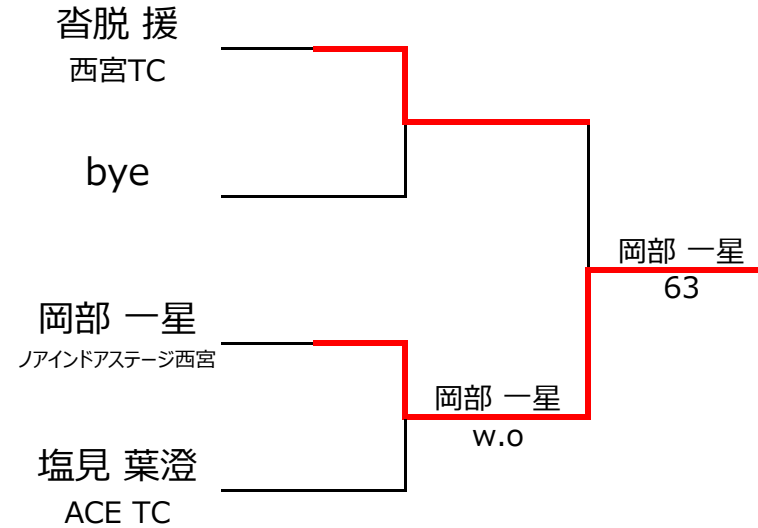 沓脱 援
西宮TC
bye
岡部 一星
ノアインドアステージ西宮
塩見 葉澄
ACE TC
岡部 一星
w.o
岡部 一星
63